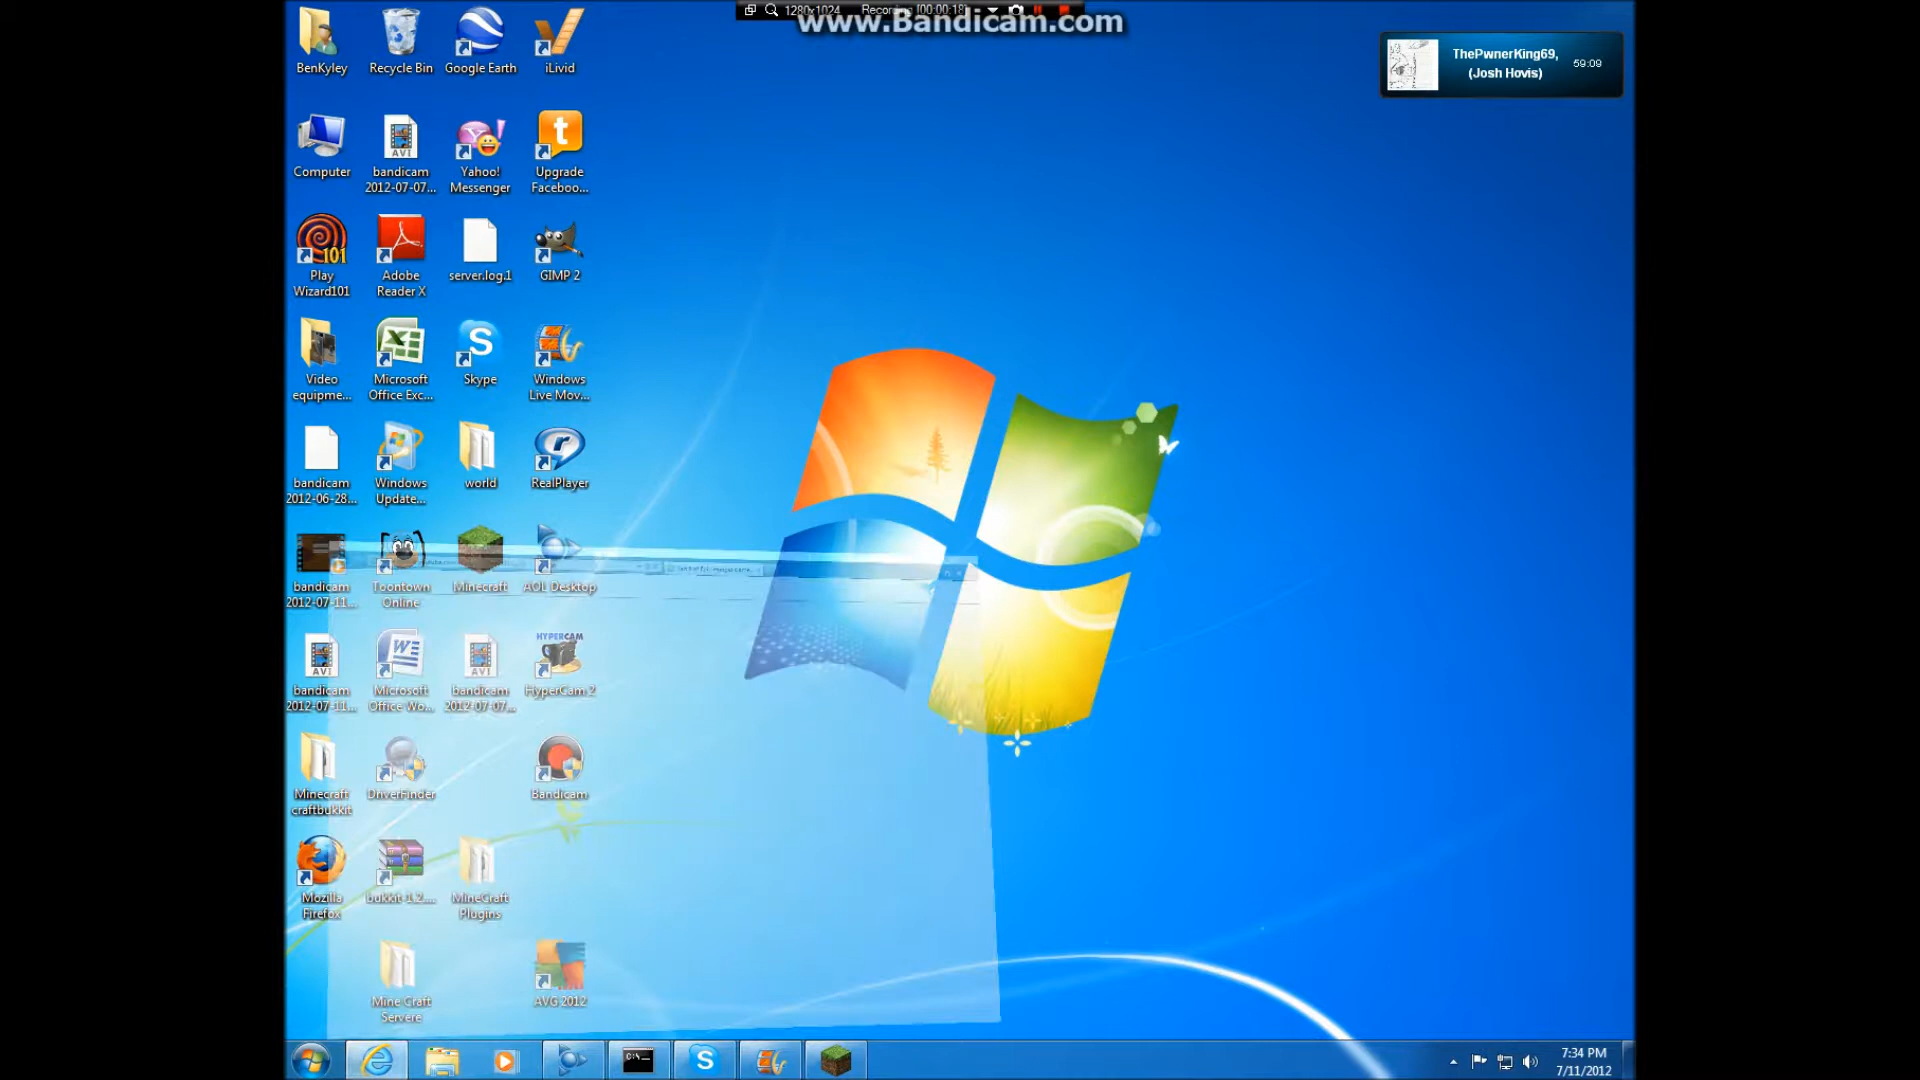 1280x1024 Recording [00:00:18]
www.Bandicam.com
ThePwnerKing69,
(Josh Hovis)
59:09
BenKyley
Recycle Bin
Google Earth
iLivid
Computer
AVI
bandicam
2012-07-07...
Yahoo!
Messenger
t
Upgrade
Faceboo...
101
Play
Wizard101
Adobe
Reader X
server.log.1
GIMP 2
Video
equipme...
Microsoft
Office Exc...
S
Skype
Windows
Live Mov...
bandicam
2012-06-28...
Windows
Update...
world
r
RealPlayer
bandicam
2012-07-11...
Toontown
Online
Minecraft
AOL Desktop
AVI
bandicam
2012-07-11...
W
Microsoft
Office Wo...
AVI
bandicam
2012-07-07...
HYPERCAM
HyperCam 2
Minecraft
craftbukkit
DriverFinder
Bandicam
Mozilla
Firefox
bukkit-1.2....
MineCraft
Plugins
Mine Craft
Servere
AVG 2012
C:\_
S
7:34 PM
7/11/2012